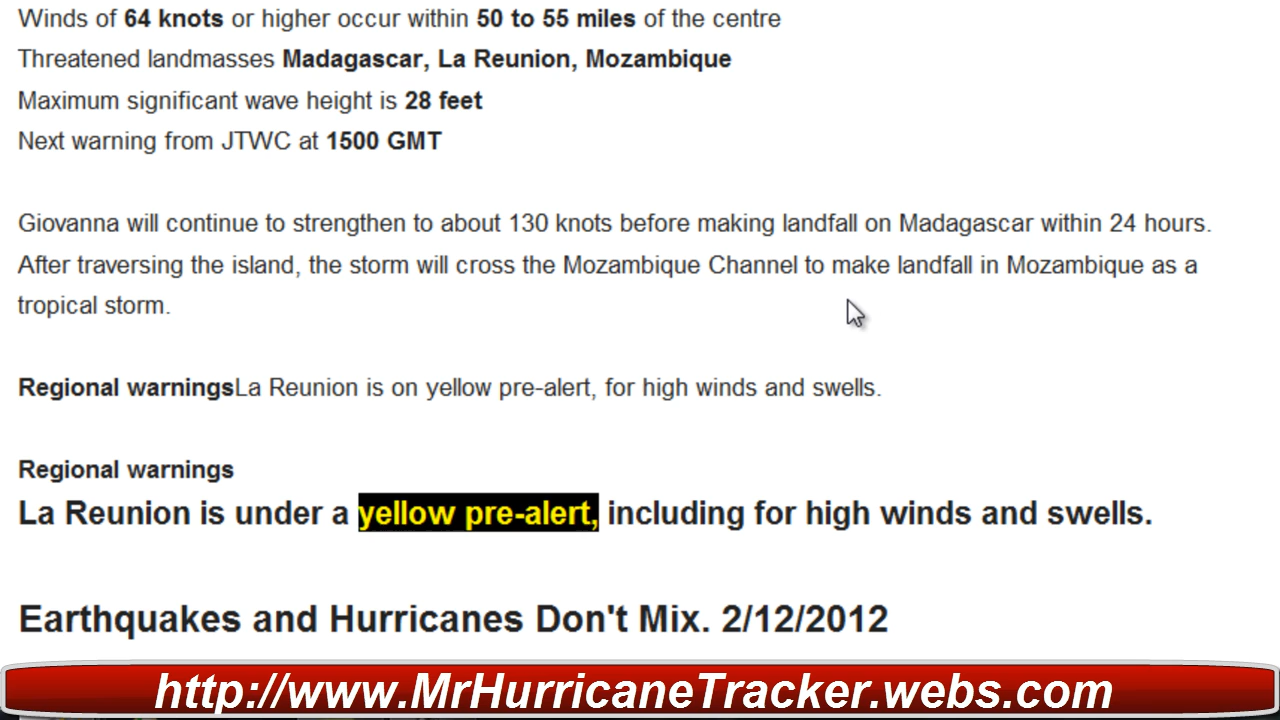 Winds of 64 knots or higher occur within 50 to 55 miles of the centre
Threatened landmasses Madagascar, La Reunion, Mozambique
Maximum significant wave height is 28 feet
Next warning from JTWC at 1500 GMT
Giovanna will continue to strengthen to about 130 knots before making landfall on Madagascar within 24 hours.
After traversing the island, the storm will cross the Mozambique Channel to make landfall in Mozambique as a
tropical storm.
Regional warningsLa Reunion is on yellow pre-alert, for high winds and swells.
Regional warnings
La Reunion is under a yellow pre-alert, including for high winds and swells.
Earthquakes and Hurricanes Don't Mix. 2/12/2012
http://www.MrHurricaneTracker.webs.com